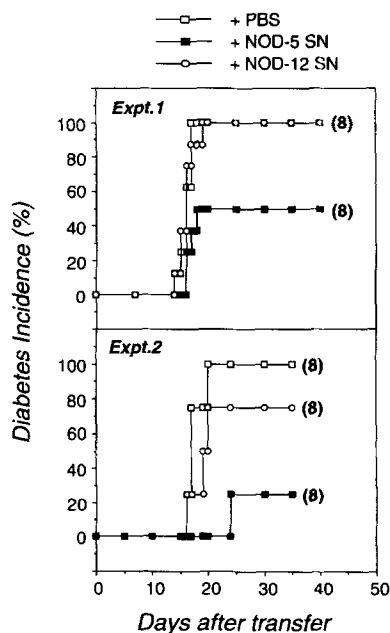 + PBS
+ NOD-5 SN
+ NOD-12 SN
Expt.1
100
80
60
40
20
0
(8)
(8)
Diabetes Incidence (%)
Expt.2
100
80
60
40
20
0
(8)
(8)
(8)
0 10 20 30 40 50
Days after transfer